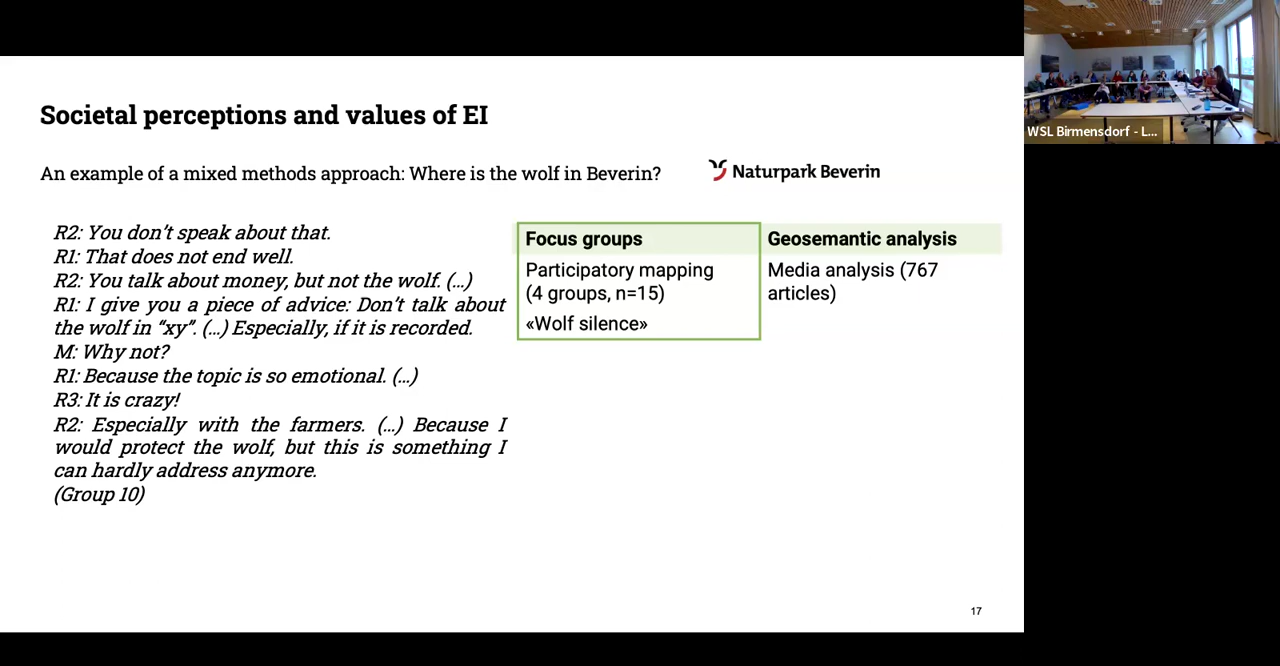 WSL Birmensdorf - L...
Societal perceptions and values of EI
An example of a mixed methods approach: Where is the wolf in Beverin?
Naturpark Beverin
R2: You don't speak about that.
R1: That does not end well.
R2: You talk about money, but not the wolf. (...)
R1: I give you a piece of advice: Don't talk about
the wolf in "xy". (...) Especially, if it is recorded.
M: Why not?
R1: Because the topic is so emotional. (...)
R3: It is crazy!
R2: Especially with the farmers. (...) Because I
would protect the wolf, but this is something I
can hardly address anymore.
(Group 10)
Focus groups
Participatory mapping
(4 groups, n=15)
«Wolf silence»
Geosemantic analysis
Media analysis (767
articles)
17